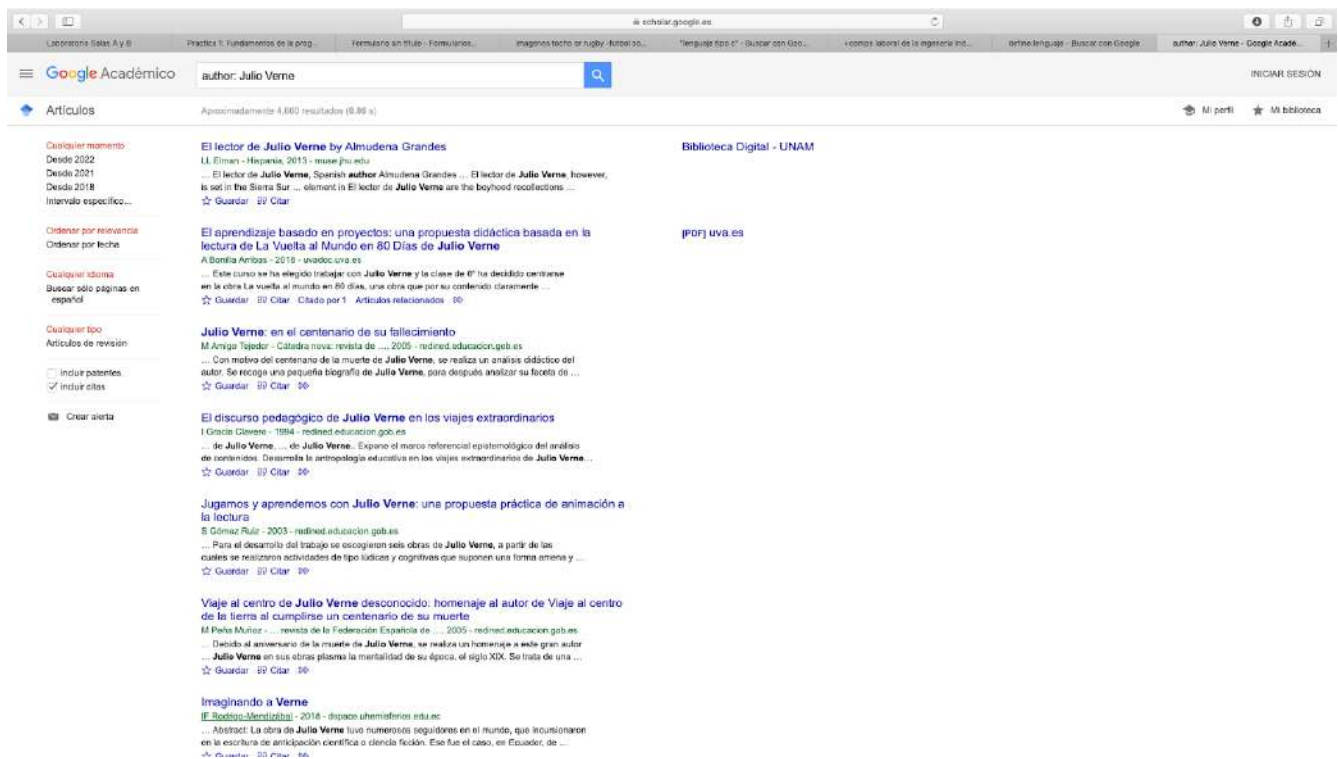 scholar.google.es
Laboratorio Salas A y B
Practica 1: Fundamentos de la prog...
Formulario sin título - Formularios...
"lenguaje tipo c" - Buscar con Goo...
lenguaje - Buscar con Google
author: Julio Verne - Google Acadé...
Google Académico
author: Julio Verne
INICIAR SESIÓN
Artículos
Aproximadamente 4,660 resultados
Mi perfil
Mi biblioteca
Cualquier momento
Desde 2022
Desde 2021
Desde 2018
Intervalo específico...
Ordenar por relevancia
Ordenar por fecha
Cualquier idioma
Buscar sólo páginas en
español
Cualquier tipo
Artículos de revisión
incluir patentes
incluir citas
Crear alerta
El lector de Julio Verne by Almudena Grandes
LL Elman - Hispania, 2013 - muse.jhu.edu
... El lector de Julio Verne, Spanish author Almudena Grandes ... El lector de Julio Verne, however,
is set in the Sierra Sur ... element in El lector de Julio Verne are the boyhood recollections ...
Guardar Citar
Biblioteca Digital - UNAM
El aprendizaje basado en proyectos: una propuesta didáctica basada en la
lectura de La Vuelta al Mundo en 80 Días de Julio Verne
A Bonilla Arribas - 2018 - uvadoc.uva.es
... Este curso se ha elegido trabajar con Julio Verne y la clase de 6º ha decidido centrarse
en la obra La vuelta al mundo en 80 días, una obra que por su contenido claramente ...
Guardar Citar Citado por 1 Artículos relacionados
[PDF] uva.es
Julio Verne: en el centenario de su fallecimiento
M Amigo Tejedor - Cátedra nova: revista de ..., 2005 - redined.educacion.gob.es
... Con motivo del centenario de la muerte de Julio Verne, se realiza un análisis didáctico del
autor. Se recoge una pequeña biografía de Julio Verne, para después analizar su faceta de ...
Guardar Citar
El discurso pedagógico de Julio Verne en los viajes extraordinarios
I Gracia Clavero - 1994 - redined.educacion.gob.es
... de Julio Verne, ... de Julio Verne.. Expone el marco referencial epistemológico del análisis
de contenidos. Desarrolla la antropología educativa en los viajes extraordinarios de Julio Verne...
Guardar Citar
Jugamos y aprendemos con Julio Verne: una propuesta práctica de animación a
la lectura
S Gómez Ruiz - 2003 - redined.educacion.gob.es
... Para el desarrollo del trabajo se escogieron seis obras de Julio Verne, a partir de las
cuales se realizaron actividades de tipo lúdicas y cognitivas que suponen una forma amena y ...
Guardar Citar
Viaje al centro de Julio Verne desconocido: homenaje al autor de Viaje al centro
de la tierra al cumplirse un centenario de su muerte
M Peña Muñoz - ... revista de la Federación Española de ..., 2005 - redined.educacion.gob.es
... Debido al aniversario de la muerte de Julio Verne, se realiza un homenaje a este gran autor
... Julio Verne en sus obras plasma la mentalidad de su época, el siglo XIX. Se trata de una ...
Guardar Citar
Imaginando a Verne
IF Rodrigo-Mendizábal - 2018 - dspace.uhemisferios.edu.ec
... Abstract: La obra de Julio Verne tuvo numerosos seguidores en el mundo, que incursionaron
en la escritura de anticipación científica o ciencia ficción. Ese fue el caso, en Ecuador, de ...
Guardar Citar